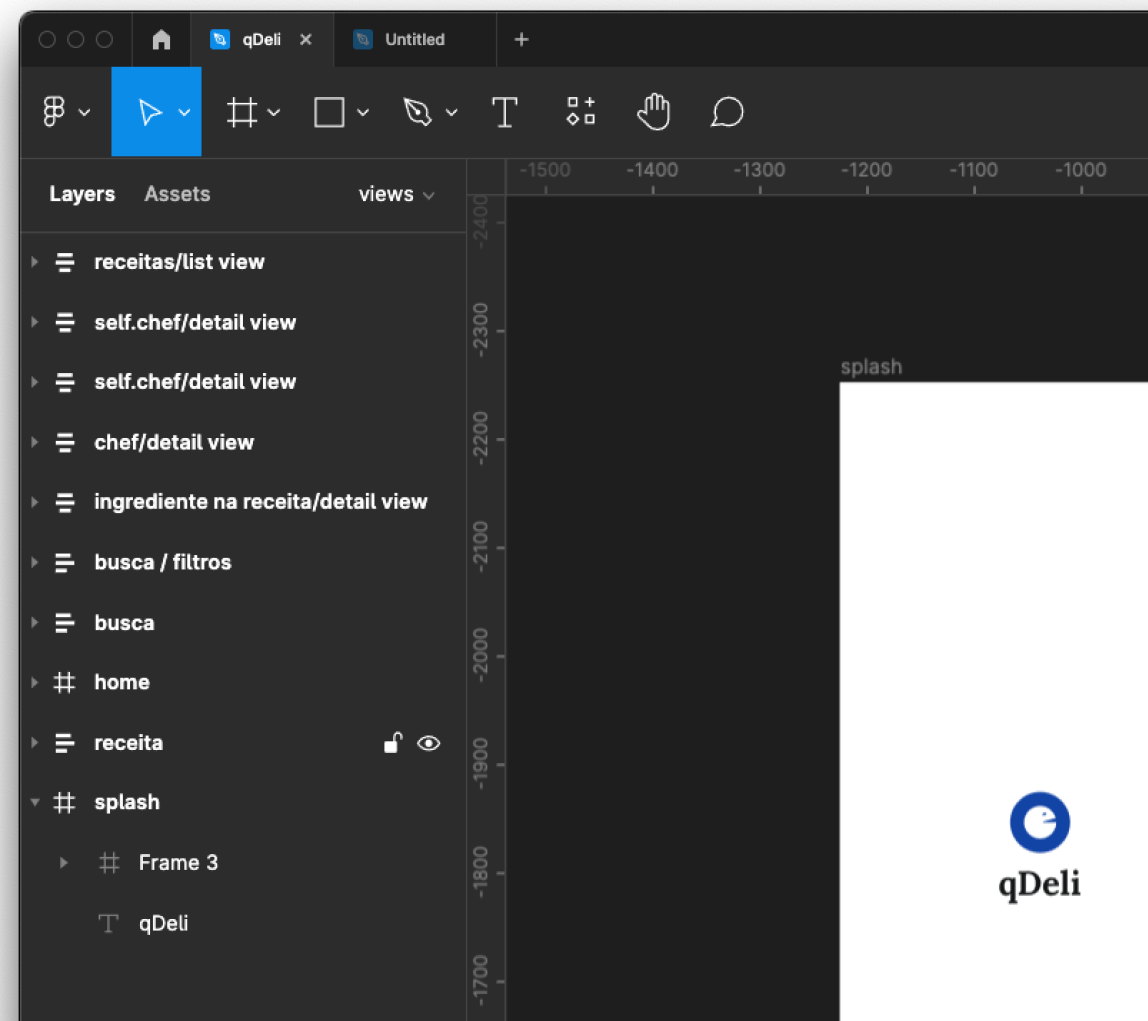 qDeli
Untitled
Layers
Assets
views
-1500
-1400
-1300
-1200
-1100
-1000
receitas/list view
self.chef/detail view
self.chef/detail view
chef/detail view
ingrediente na receita/detail view
busca / filtros
busca
home
receita
splash
Frame 3
qDeli
-2400
-2300
-2200
-2100
-2000
-1900
-1800
-1700
splash
qDeli